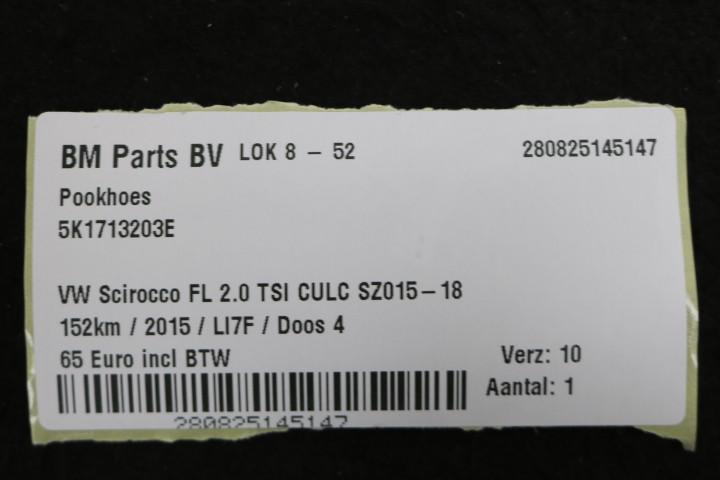 BM Parts BV LOK 8 - 52 280825145147
Pookhoes
5K1713203E
VW Scirocco FL 2.0 TSI CULC SZ015-18
152km / 2015 / LI7F / Doos 4
65 Euro incl BTW Verz: 10
Aantal: 1
280825145147